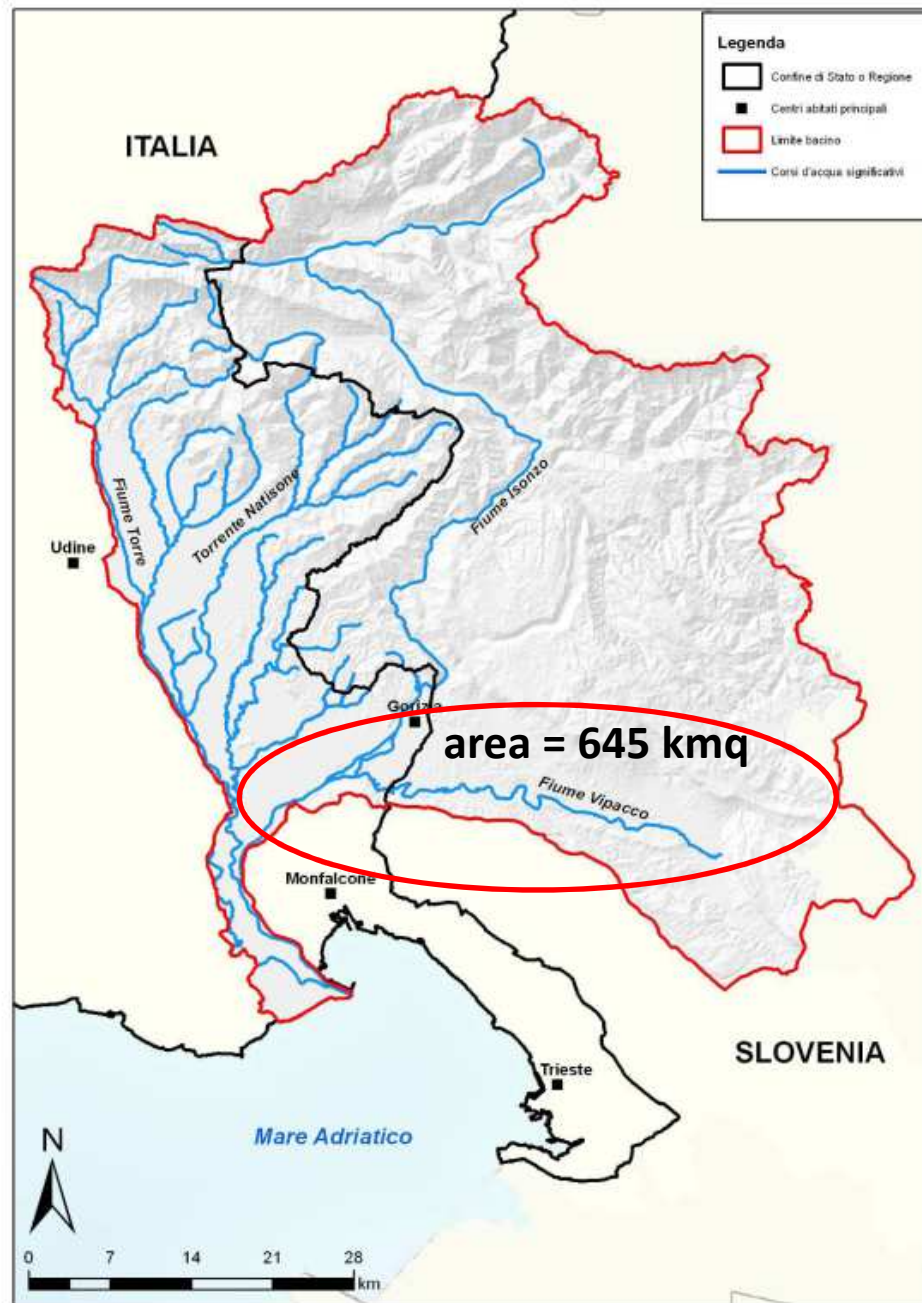 Legenda
Confine di Stato o Regione
Centri abitati principali
Limite bacino
Corsi d'acqua significativi
ITALIA
Fiume Torre
Torrente Natisone
Fiume Isonzo
Udine
Gorizia
area = 645 kmq
Fiume Vipacco
Monfalcone
SLOVENIA
Trieste
Mare Adriatico
N
0 7 14 21 28
km